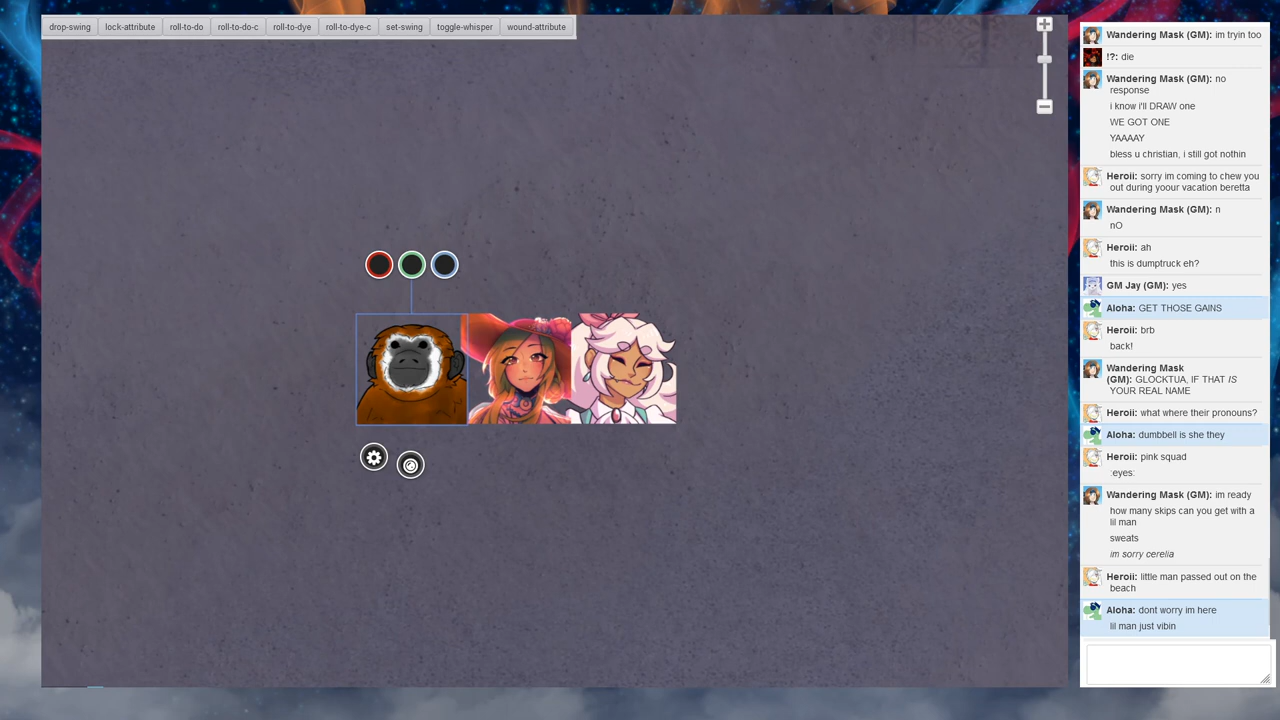 drop-swing lock-attribute roll-to-do roll-to-do-c roll-to-dye roll-to-dye-c set-swing toggle-whisper wound-attribute
Wandering Mask (GM): im tryin too
!?: die
Wandering Mask (GM): no
response
i know i'll DRAW one
WE GOT ONE
YAAAAY
bless u christian, i still got nothin
Heroii: sorry im coming to chew you
out during yoour vacation beretta
Wandering Mask (GM): n
nO
Heroii: ah
this is dumptruck eh?
GM Jay (GM): yes
Aloha: GET THOSE GAINS
Heroii: brb
back!
Wandering Mask
(GM): GLOCKTUA, IF THAT IS
YOUR REAL NAME
Heroii: what where their pronouns?
Aloha: dumbbell is she they
Heroii: pink squad
:eyes:
Wandering Mask (GM): im ready
how many skips can you get with a
lil man
sweats
im sorry cerelia
Heroii: little man passed out on the
beach
Aloha: dont worry im here
lil man just vibin